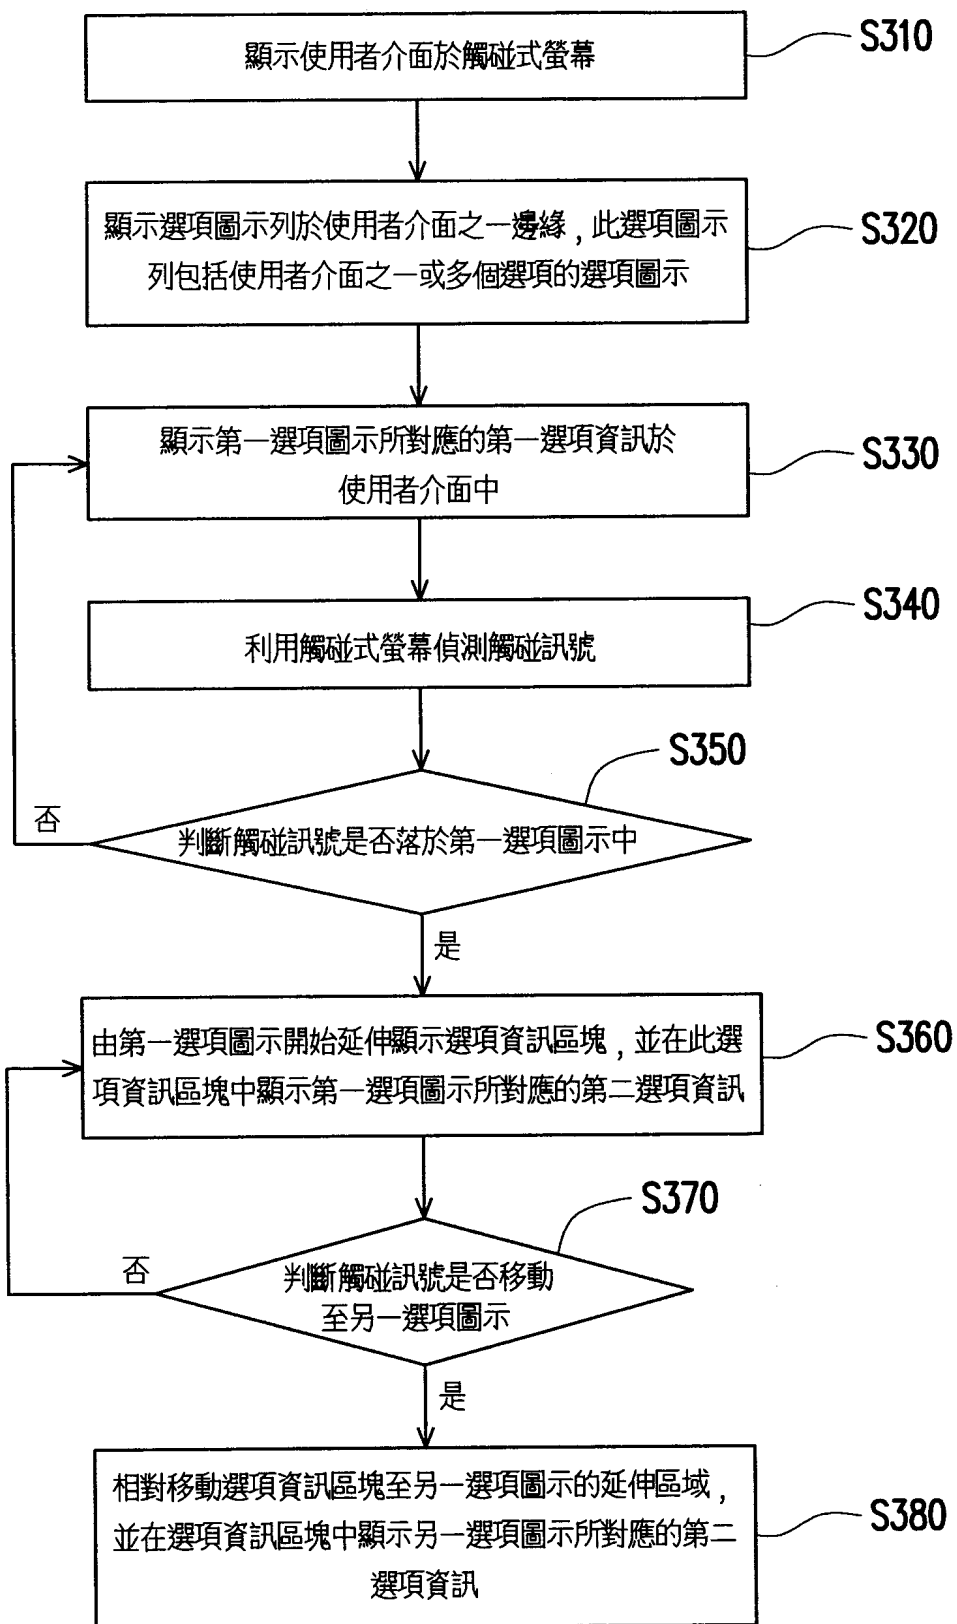 顯示使用者介面於觸碰式螢幕
S310
顯示選項圖示列於使用者介面之一邊緣，此選項圖示
列包括使用者介面之一或多個選項的選項圖示
S320
顯示第一選項圖示所對應的第一選項資訊於
使用者介面中
S330
利用觸碰式螢幕偵測觸碰訊號
S340
S350
判斷觸碰訊號是否落於第一選項圖示中
否
是
由第一選項圖示開始延伸顯示選項資訊區塊，並在此選
項資訊區塊中顯示第一選項圖示所對應的第二選項資訊
S360
S370
判斷觸碰訊號是否移動
至另一選項圖示
否
是
相對移動選項資訊區塊至另一選項圖示的延伸區域，
並在選項資訊區塊中顯示另一選項圖示所對應的第二
選項資訊
S380